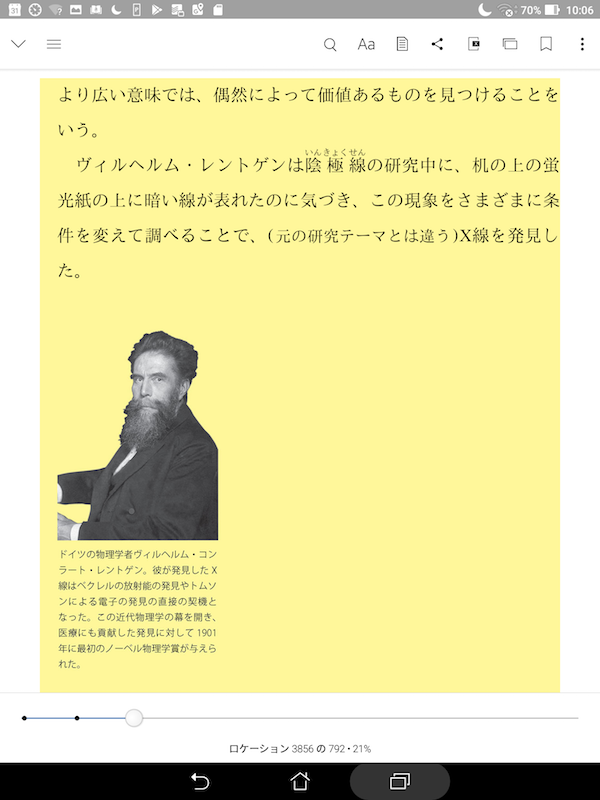 31
70%
10:06
Aa
より広い意味では、偶然によって価値あるものを見つけることを
いう。
いんきょくせん
ヴィルヘルム・レントゲンは陰極線の研究中に、机の上の蛍
光紙の上に暗い線が表れたのに気づき、この現象をさまざまに条
件を変えて調べることで、(元の研究テーマとは違う)X線を発見し
た。
ドイツの物理学者ヴィルヘルム・コン
ラート・レントゲン。彼が発見したX
線はベクレルの放射能の発見やトムソ
ンによる電子の発見の直接の契機と
なった。この近代物理学の幕を開き、
医療にも貢献した発見に対して1901
年に最初のノーベル物理学賞が与えら
れた。
ロケーション 3856 の 792 • 21%